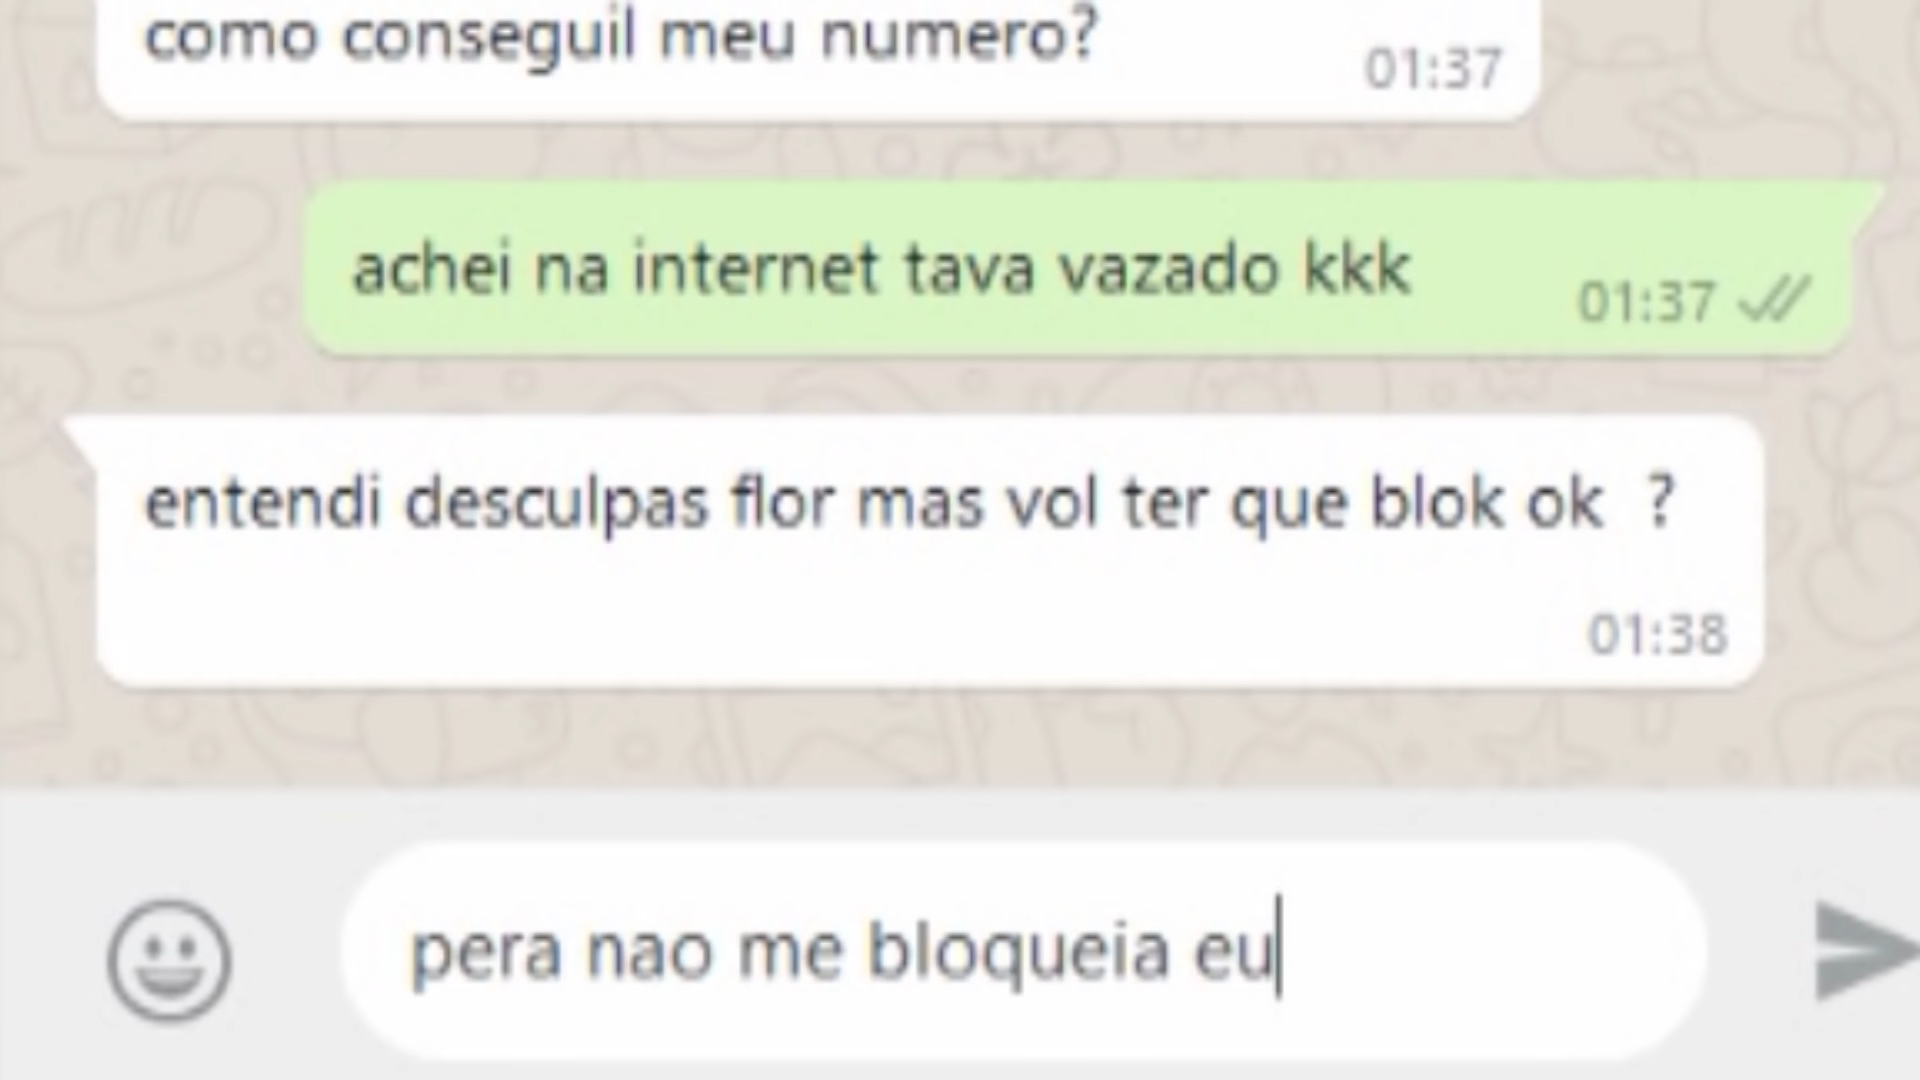 como conseguil meu numero?
01:37
achei na internet tava vazado kkk
01:37
entendi desculpas flor mas vol ter que blok ok ?
01:38
pera nao me bloqueia eu